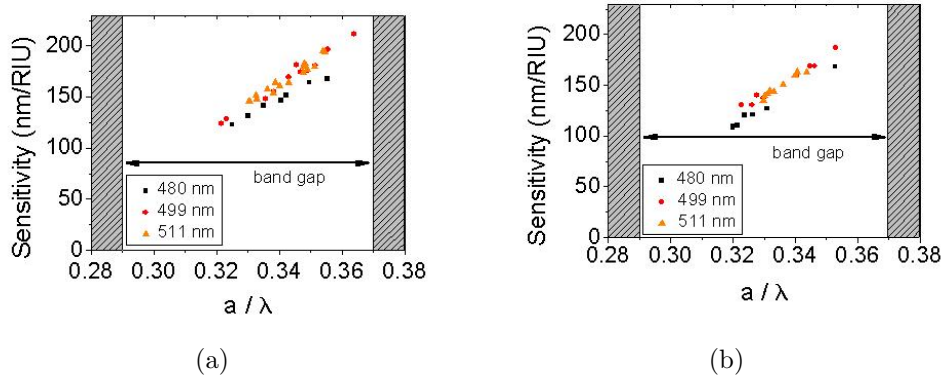 Sensitivity (nm/RIU)
200
150
100
50
0
band gap
480 nm
499 nm
511 nm
0.28 0.30 0.32 0.34 0.36 0.38
a / λ
(a)
Sensitivity (nm/RIU)
200
150
100
50
0
band gap
480 nm
499 nm
511 nm
0.28 0.30 0.32 0.34 0.36 0.38
a / λ
(b)